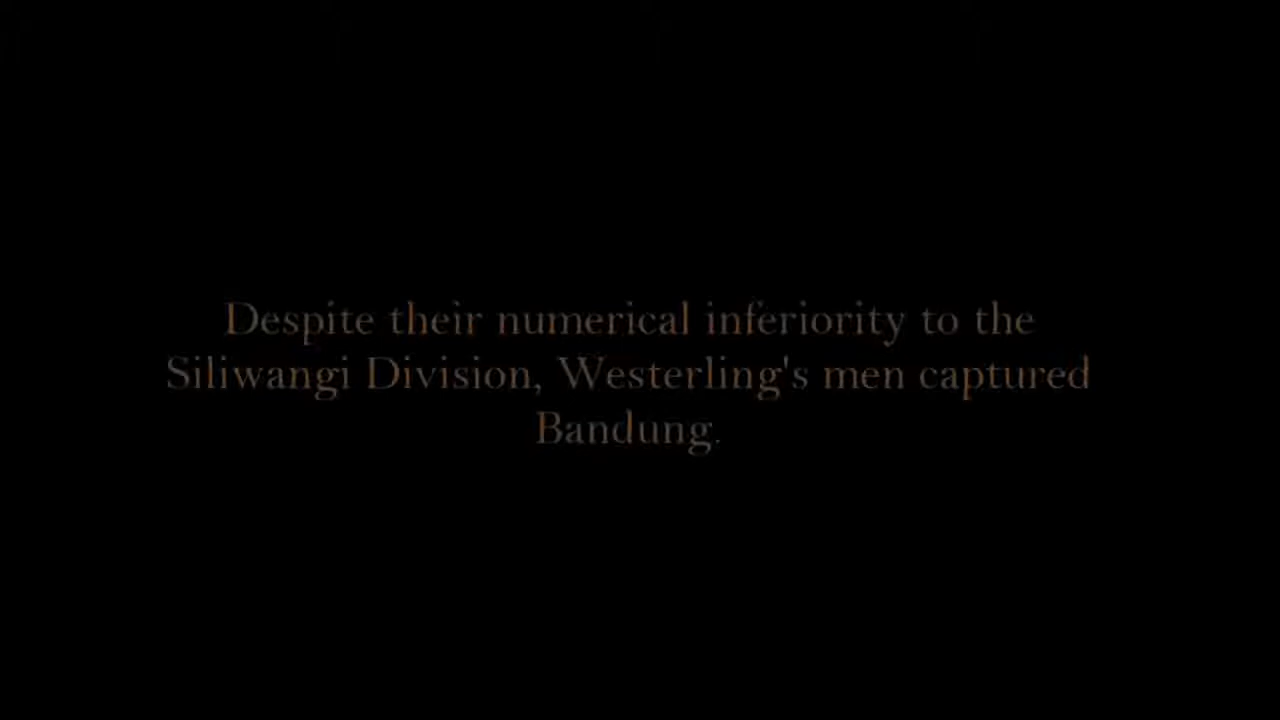 Despite their numerical inferiority to the
Siliwangi Division, Westerling's men captured
Bandung.